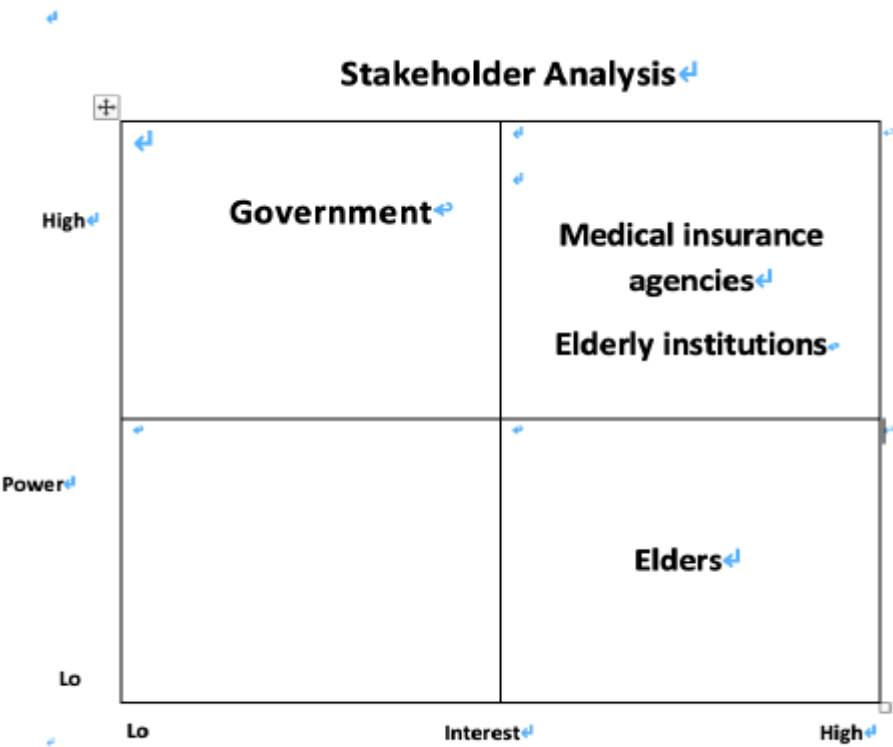 Stakeholder Analysis
High
Government
Medical insurance
agencies
Elderly institutions
Power
Elders
Lo
Lo
Interest
High